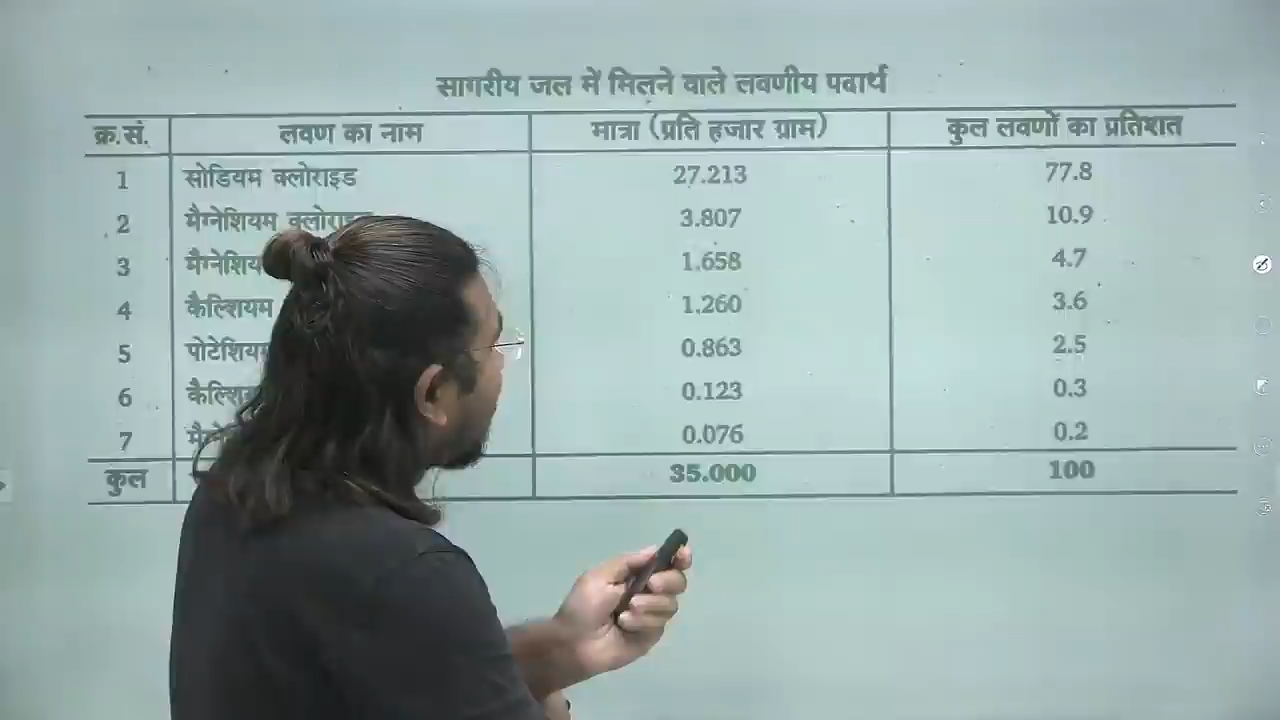 सागरीय जल में मिलने वाले लवणीय पदार्थ
क्र.सं. लवण का नाम मात्रा (प्रति हजार ग्राम) कुल लवणों का प्रतिशत
1 सोडियम क्लोराइड 27.213 77.8
2 मैग्नेशियम 3.807 10.9
3 1.658 4.7
4 कैल्शियम 1.260 3.6
5 0.863 2.5
6 0.123 0.3
7 0.076 0.2
कुल 35.000 100